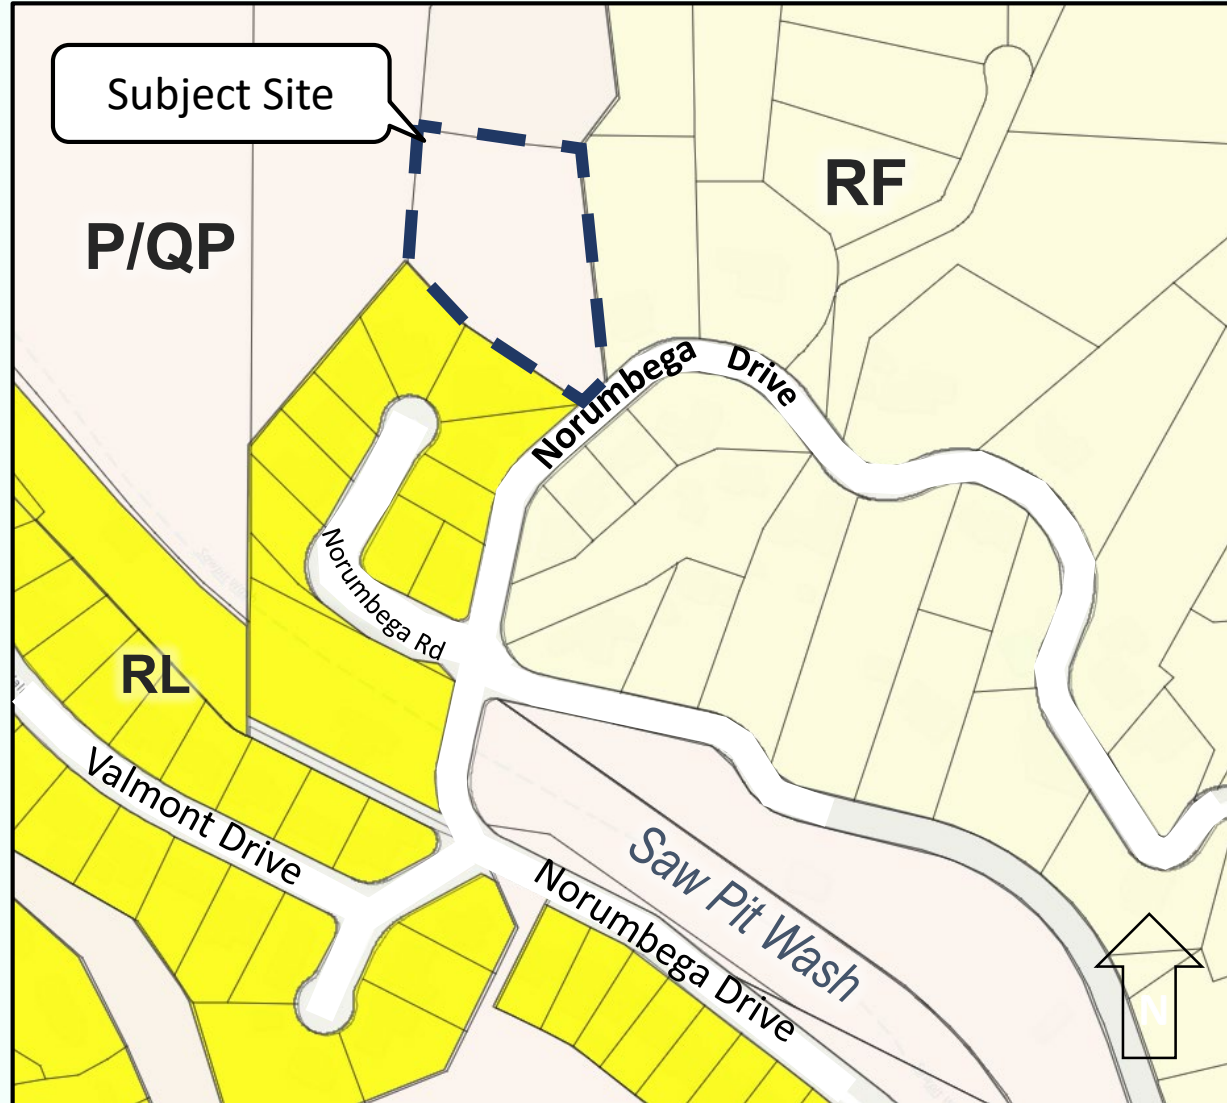 Subject Site
RF
P/QP
Norumbega Drive
Norumbega Rd
RL
Valmont Drive
Saw Pit Wash
Norumbega Drive
N